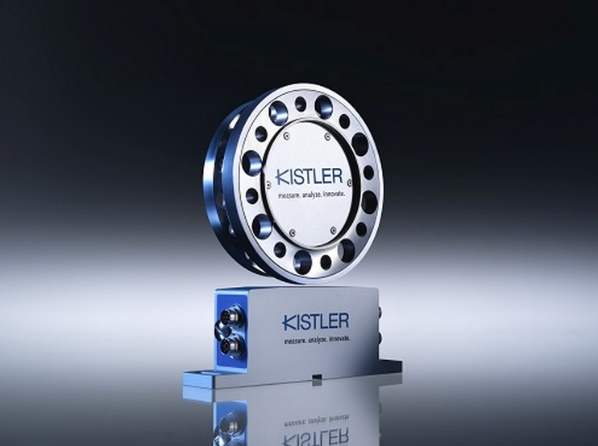 KISTLER
measure. analyze. innovate.
KISTLER
measure. analyze. innovate.